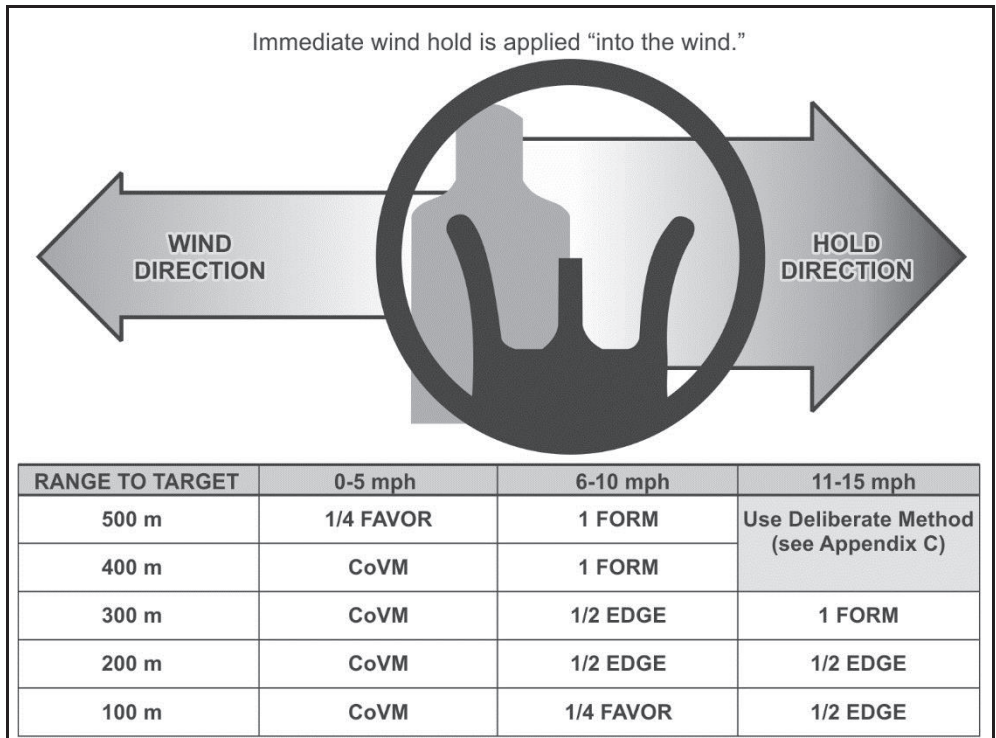 Immediate wind hold is applied “into the wind.”
WIND
DIRECTION
HOLD
DIRECTION
RANGE TO TARGET 0-5 mph 6-10 mph 11-15 mph
500 m 1/4 FAVOR 1 FORM Use Deliberate Method
(see Appendix C)
400 m CoVM 1 FORM
300 m CoVM 1/2 EDGE 1 FORM
200 m CoVM 1/2 EDGE 1/2 EDGE
100 m CoVM 1/4 FAVOR 1/2 EDGE